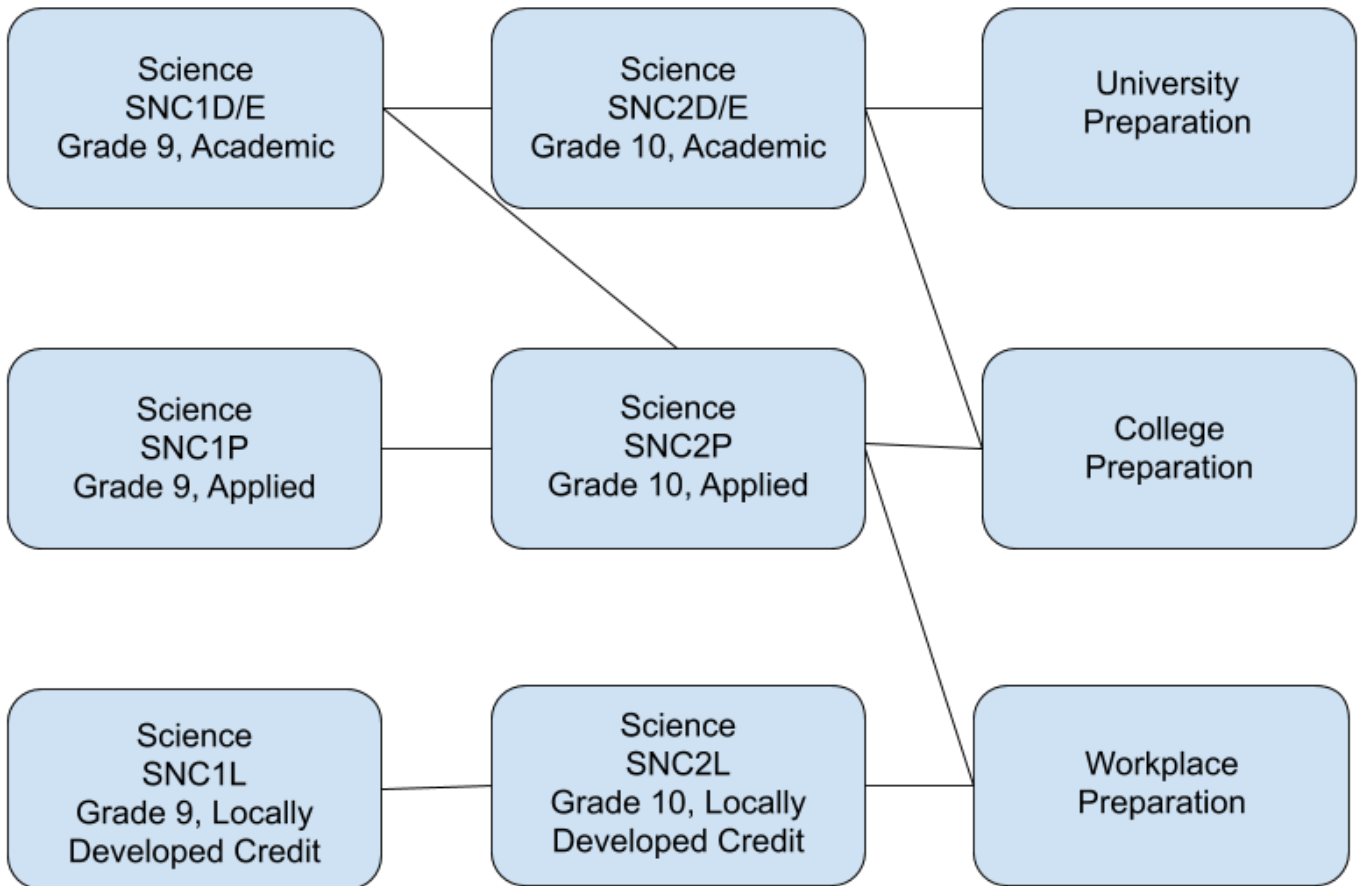 Science
SNC1D/E
Grade 9, Academic
Science
SNC2D/E
Grade 10, Academic
University
Preparation
Science
SNC1P
Grade 9, Applied
Science
SNC2P
Grade 10, Applied
College
Preparation
Science
SNC1L
Grade 9, Locally
Developed Credit
Science
SNC2L
Grade 10, Locally
Developed Credit
Workplace
Preparation